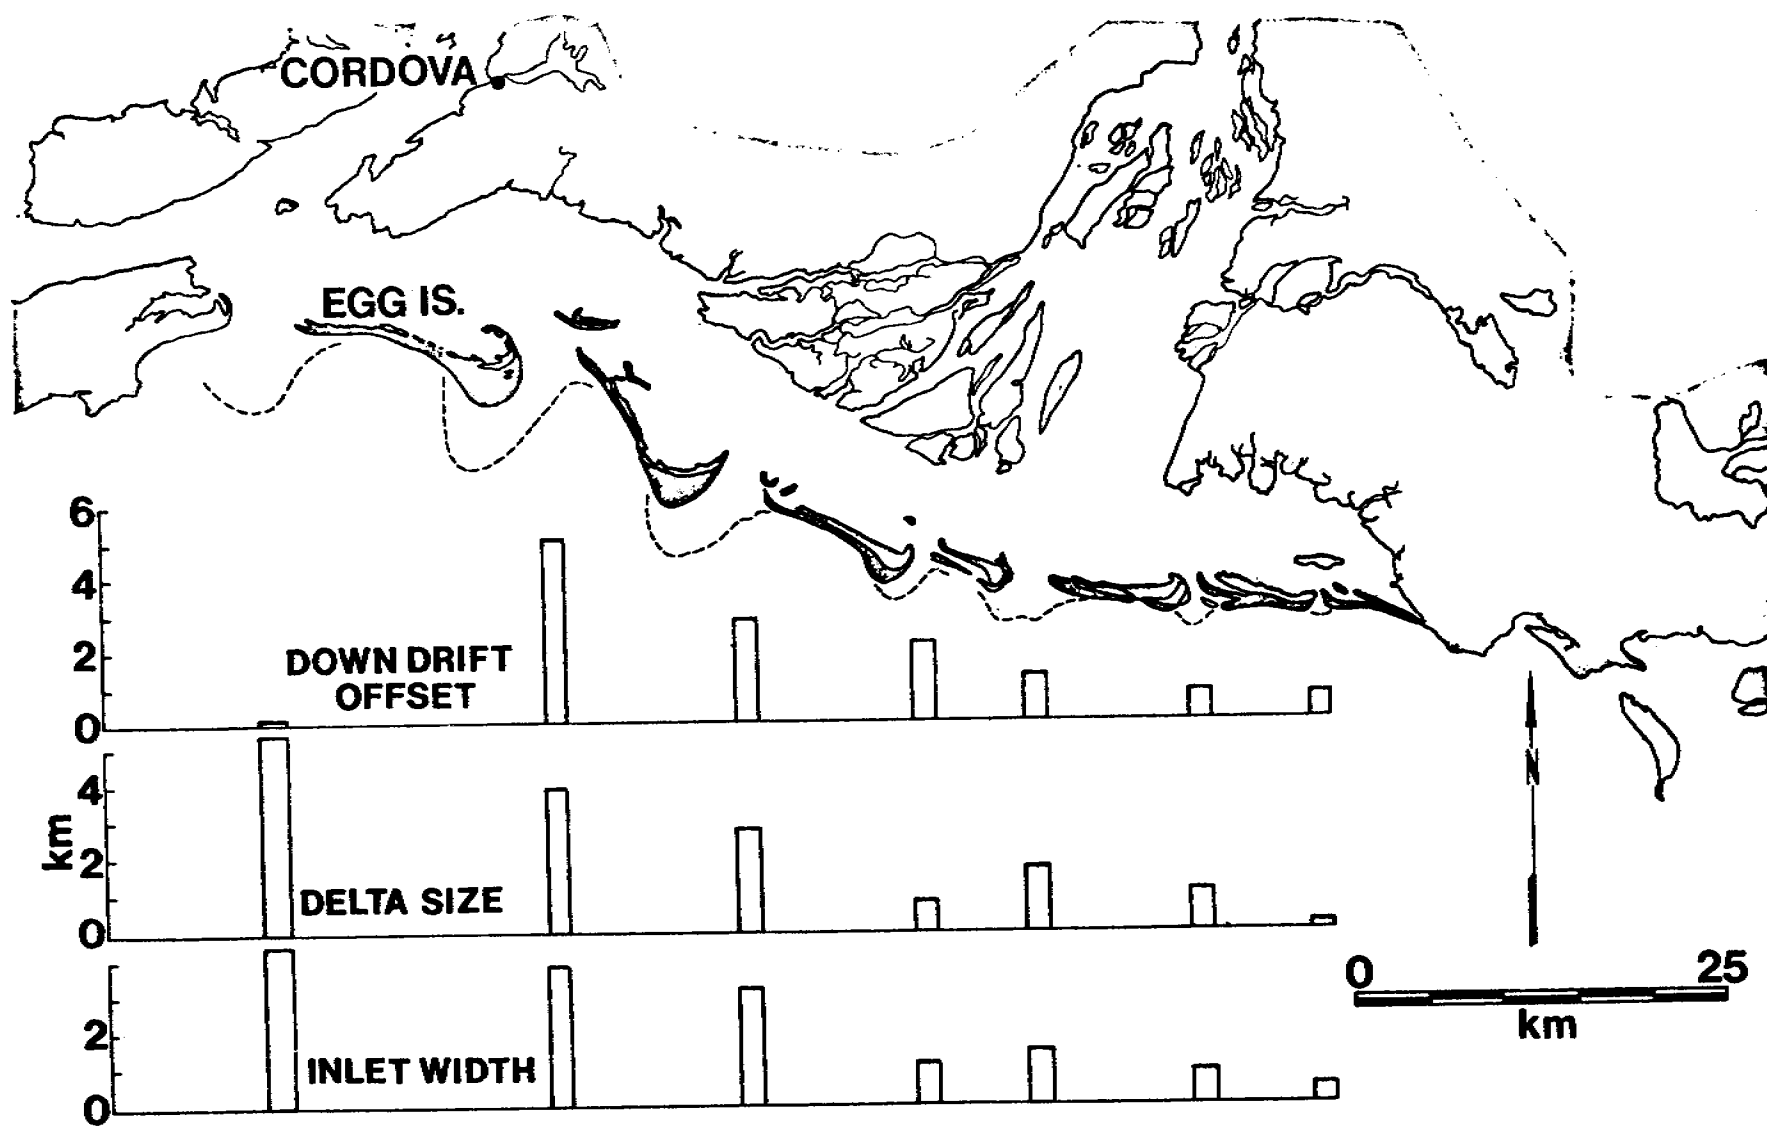 CORDOVA
EGG IS.
6
4
2
0
DOWN DRIFT
OFFSET
4
2
0
km
DELTA SIZE
2
0
INLET WIDTH
N
0 25
km